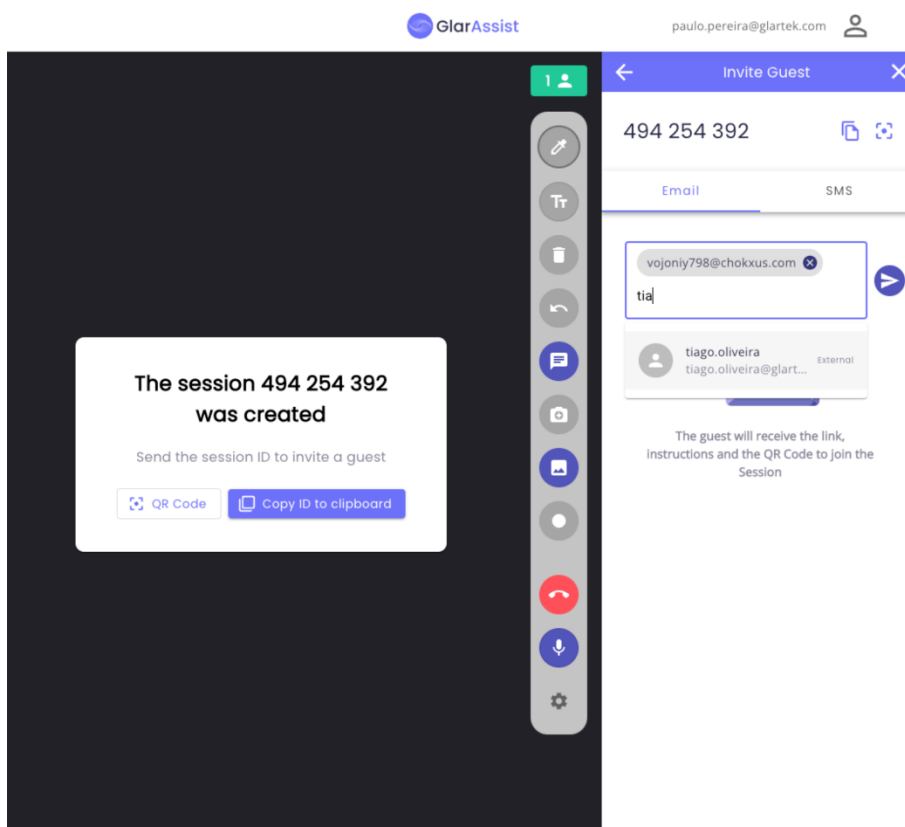 GlarAssist
paulo.pereira@glartek.com
1
Invite Guest
494 254 392
Email
SMS
vojoniy798@chokxus.com
tia
tiago.oliveira
tiago.oliveira@glart...
External
The guest will receive the link,
instructions and the QR Code to join the
Session
Tт
The session 494 254 392
was created
Send the session ID to invite a guest
QR Code
Copy ID to clipboard